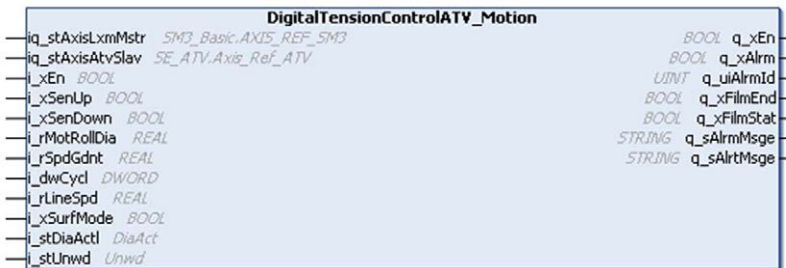 DigitalTensionControlATV_Motion
iq_stAxisLxmMstr SM3_Basic.AXIS_REF_SM3 BOOL q_xEn
iq_stAxisAtvSlav SE_ATV.Axis_Ref_ATV BOOL q_xAlrm
i_xEn BOOL UINT q_uiAlrmId
i_xSenUp BOOL BOOL q_xFilmEnd
i_xSenDown BOOL BOOL q_xFilmStat
i_rMotRollDia REAL STRING q_sAlrmMsge
i_rSpdGdnt REAL STRING q_sAlrtMsge
i_dwCycl DWORD
i_rLineSpd REAL
i_xSurfMode BOOL
i_stDiaActl DiaAct
i_stUnwd Unwd